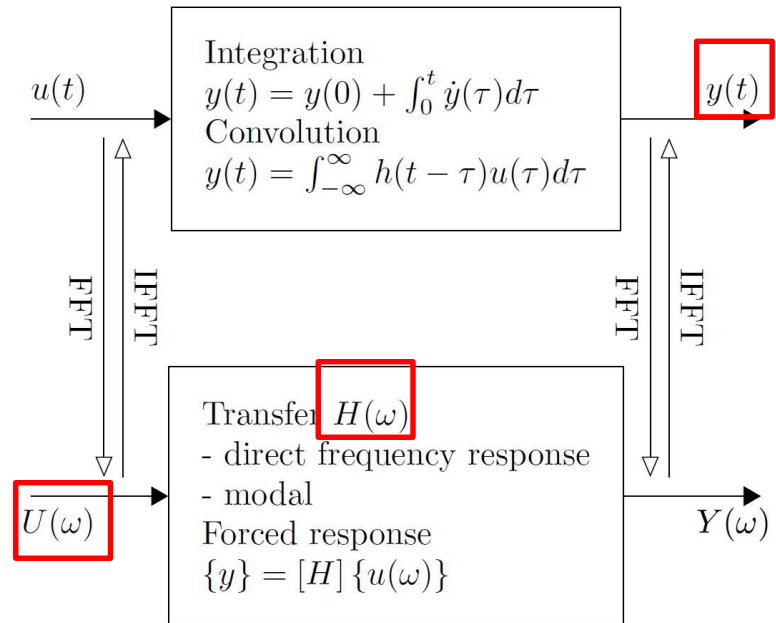 Integration
u(t)
y(t) = y(0) + ∫₀ᵗ ẏ(τ)dτ
y(t)
Convolution
y(t) = ∫₋∞^∞ h(t − τ)u(τ)dτ
FFT
IFFT
FFT
IFFT
Transfer H(ω)
- direct frequency response
- modal
U(ω)
Y(ω)
Forced response
{y} = [H] {u(ω)}